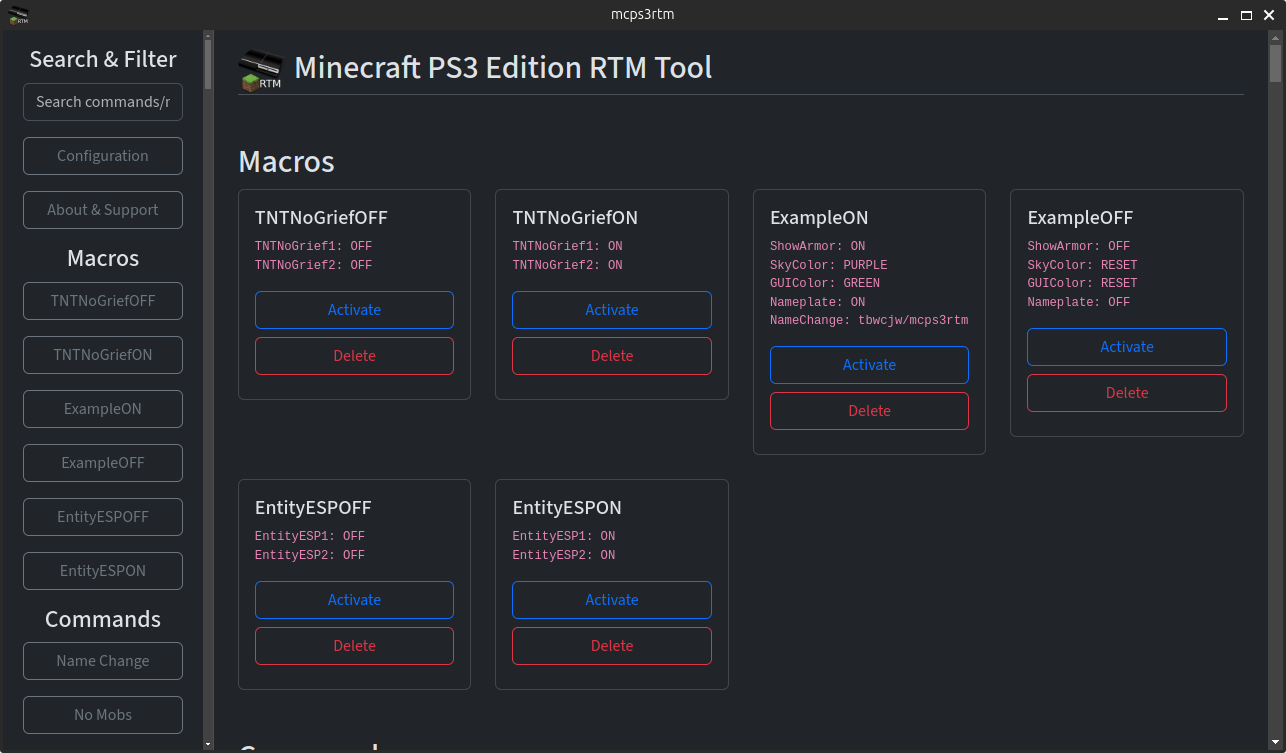 mcps3rtm
RTM
Search & Filter
Search commands/r
Configuration
About & Support
Macros
TNTNoGriefOFF
TNTNoGriefON
ExampleON
ExampleOFF
EntityESPOFF
EntityESPON
Commands
Name Change
No Mobs
RTM
Minecraft PS3 Edition RTM Tool
Macros
TNTNoGriefOFF
TNTNoGrief1: OFF
TNTNoGrief2: OFF
Activate
Delete
TNTNoGriefON
TNTNoGrief1: ON
TNTNoGrief2: ON
Activate
Delete
ExampleON
ShowArmor: ON
SkyColor: PURPLE
GUIColor: GREEN
Nameplate: ON
NameChange: tbwcjw/mcps3rtm
Activate
Delete
ExampleOFF
ShowArmor: OFF
SkyColor: RESET
GUIColor: RESET
Nameplate: OFF
Activate
Delete
EntityESPOFF
EntityESP1: OFF
EntityESP2: OFF
Activate
Delete
EntityESPON
EntityESP1: ON
EntityESP2: ON
Activate
Delete